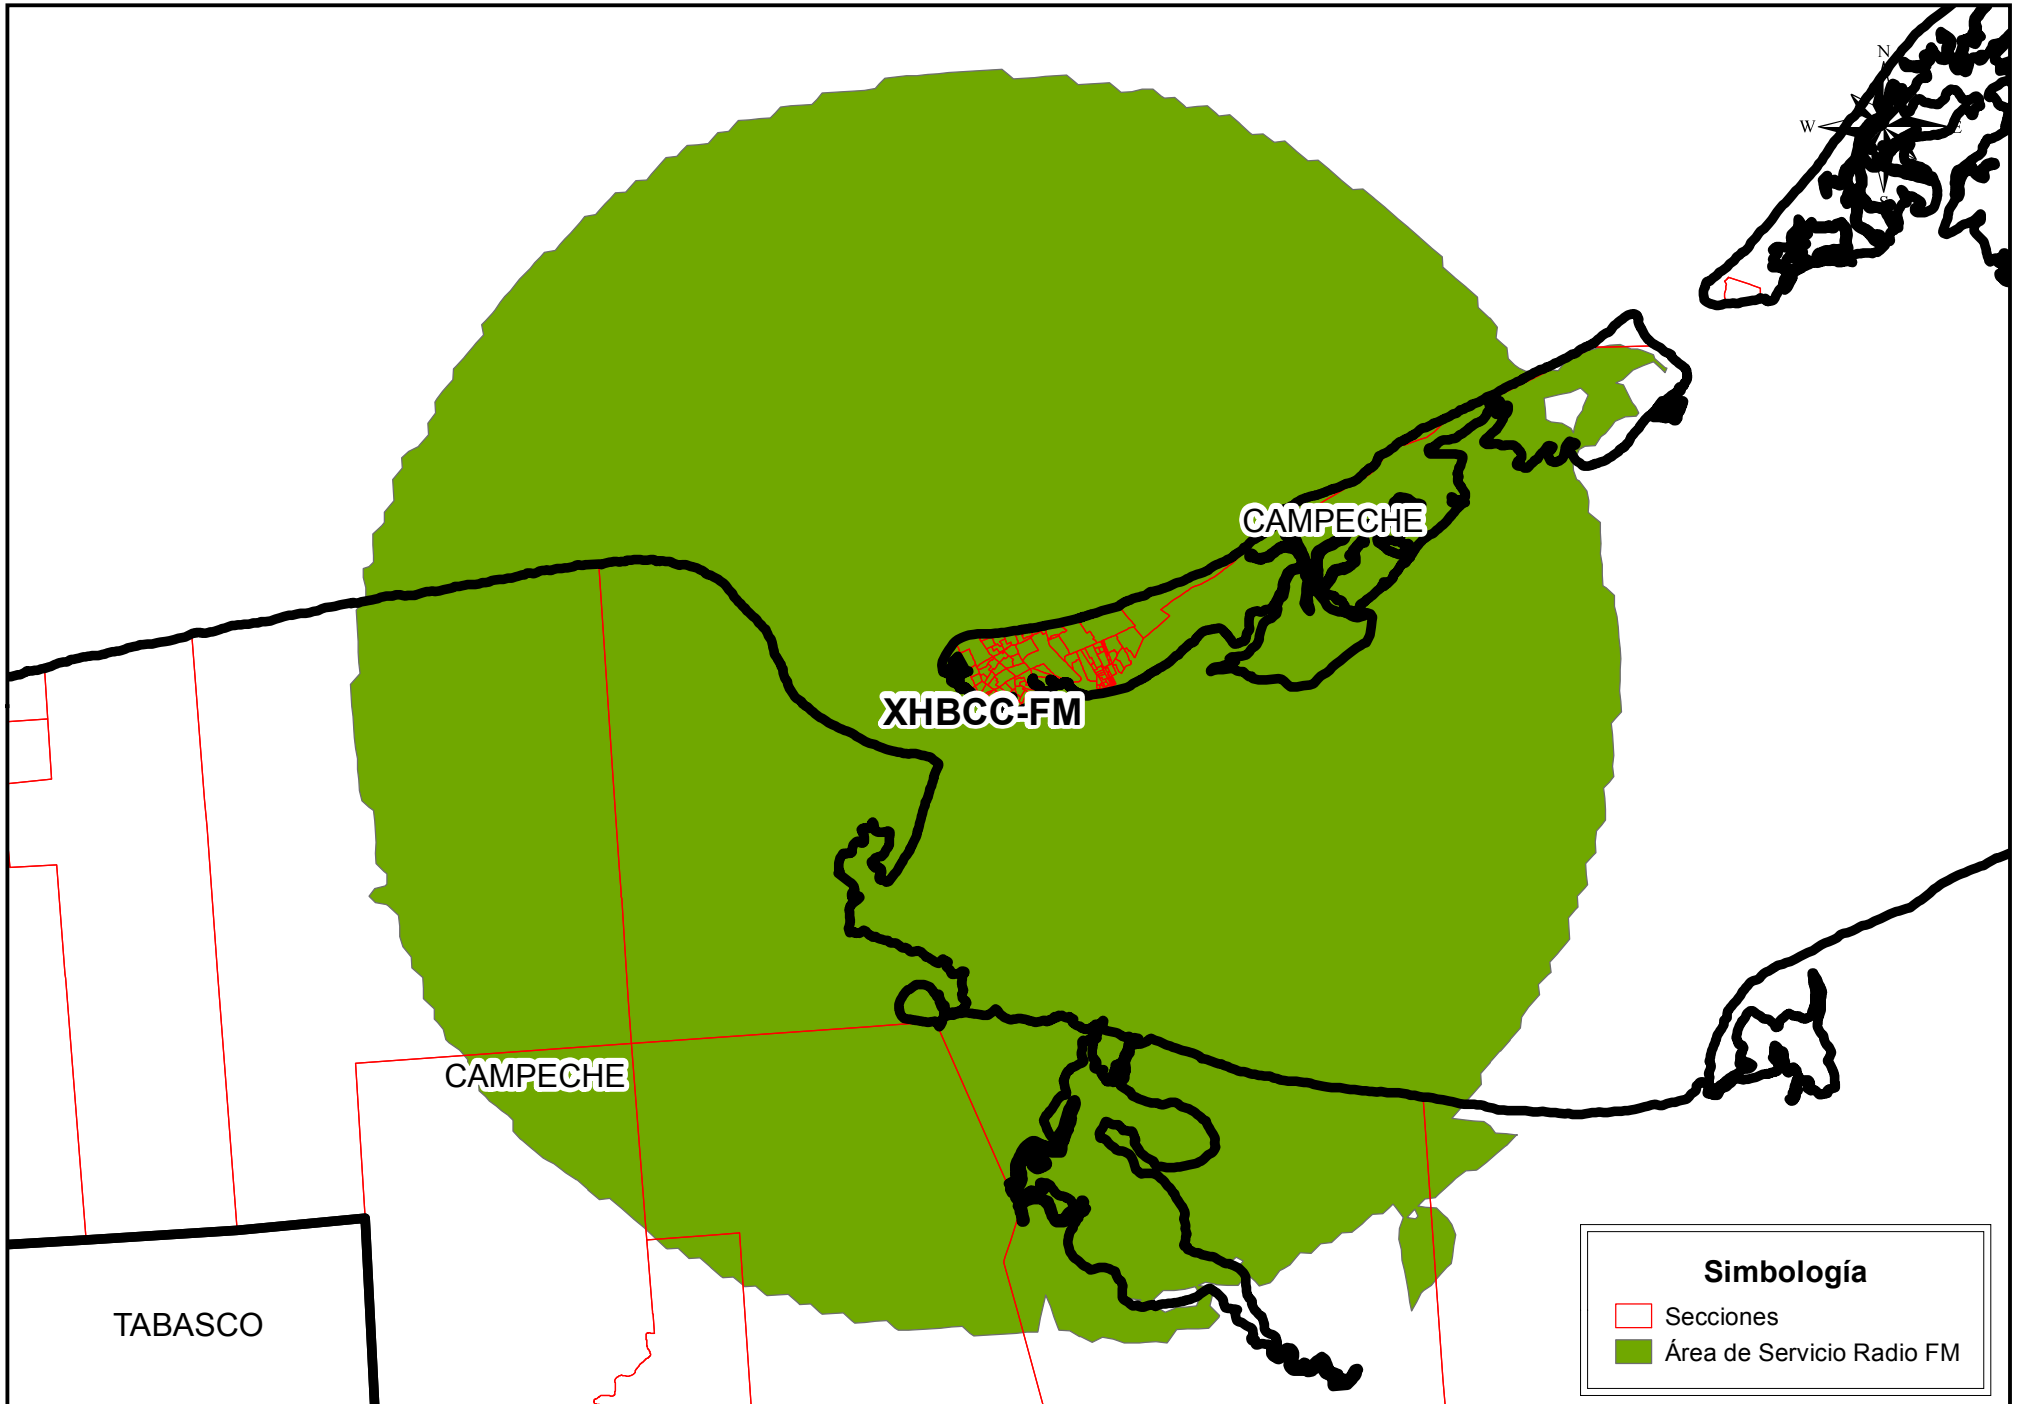 N
W
E
S
CAMPECHE
XHBCC-FM
CAMPECHE
TABASCO
Simbología
Secciones
Área de Servicio Radio FM